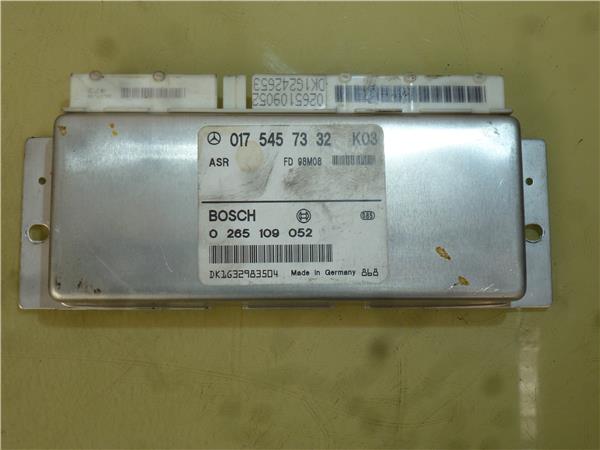 0265109052
-DK1G242653
017 545 73 32 K03
ASR FD 98M08
BOSCH
0 265 109 052
DK1G32983504 Made in Germany 868